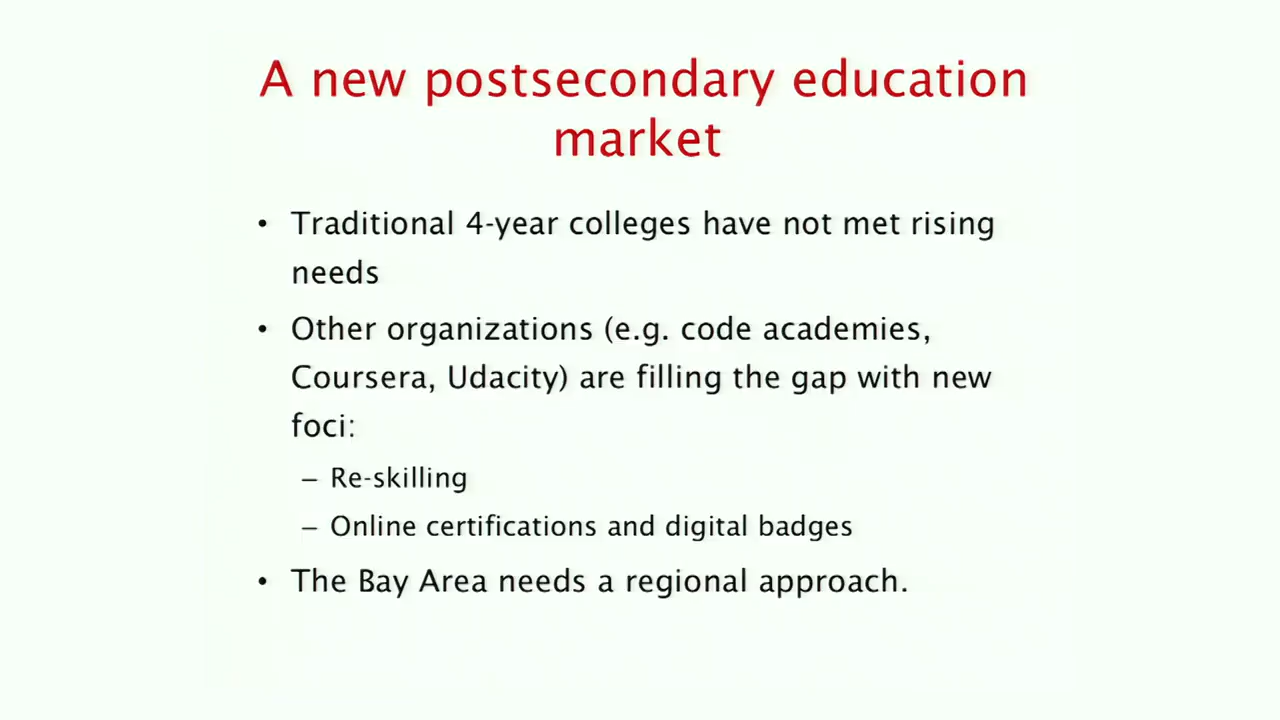 A new postsecondary education
market
• Traditional 4-year colleges have not met rising
needs
• Other organizations (e.g. code academies,
Coursera, Udacity) are filling the gap with new
foci:
– Re-skilling
– Online certifications and digital badges
• The Bay Area needs a regional approach.